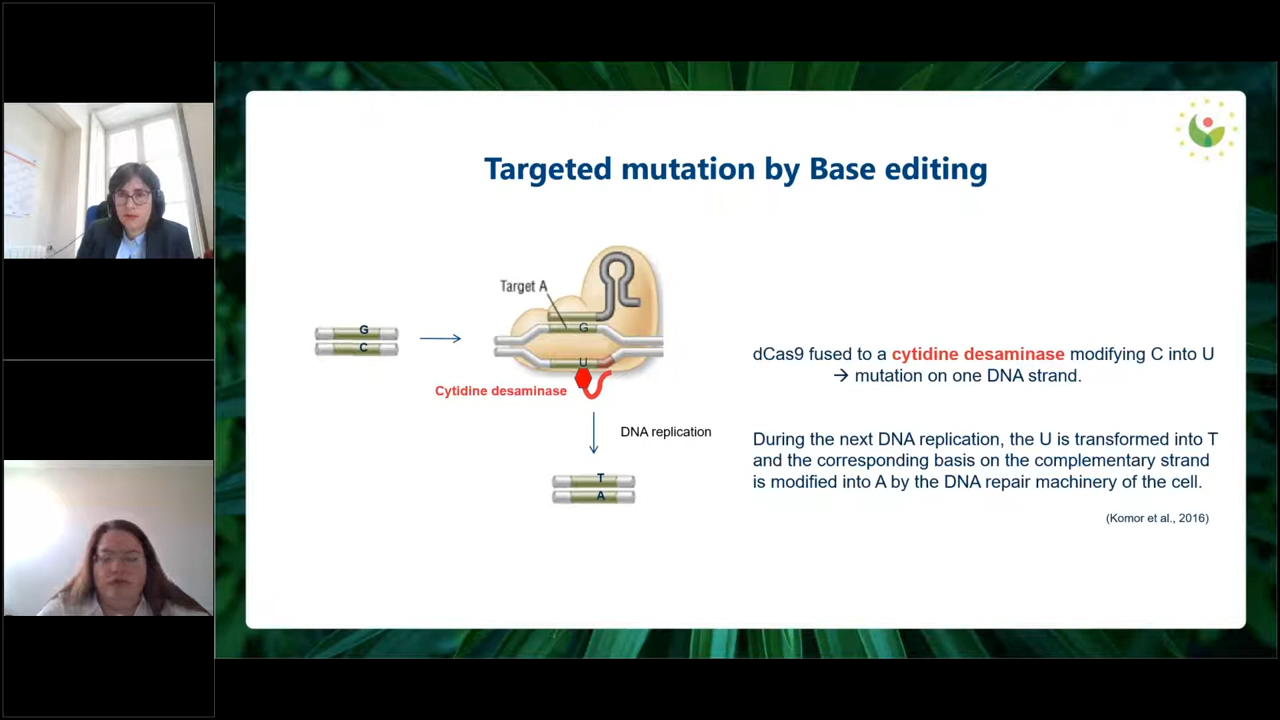 Targeted mutation by Base editing
Target A
G
C
G
U
Cytidine desaminase
DNA replication
T
A
dCas9 fused to a cytidine desaminase modifying C into U
→ mutation on one DNA strand.
During the next DNA replication, the U is transformed into T
and the corresponding basis on the complementary strand
is modified into A by the DNA repair machinery of the cell.
(Komor et al., 2016)